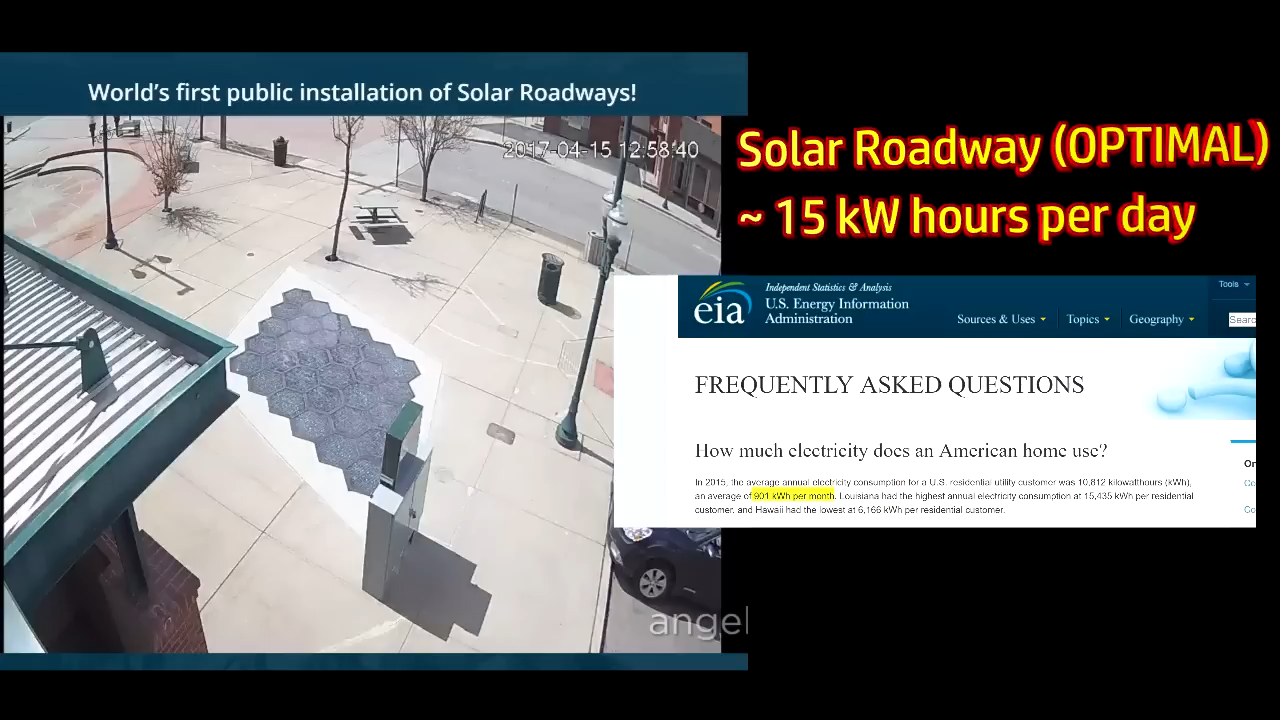 World's first public installation of Solar Roadways!
2017-04-15 12:58:40
Solar Roadway (OPTIMAL)
~ 15 kW hours per day
eia
Independent Statistics & Analysis
U.S. Energy Information
Administration
Tools
Sources & Uses
Topics
Geography
Searc
FREQUENTLY ASKED QUESTIONS
How much electricity does an American home use?
On
In 2015, the average annual electricity consumption for a U.S. residential utility customer was 10,812 kilowatthours (kWh),
an average of 901 kWh per month. Louisiana had the highest annual electricity consumption at 15,435 kWh per residential
customer, and Hawaii had the lowest at 6,166 kWh per residential customer.
Co
Co
angel